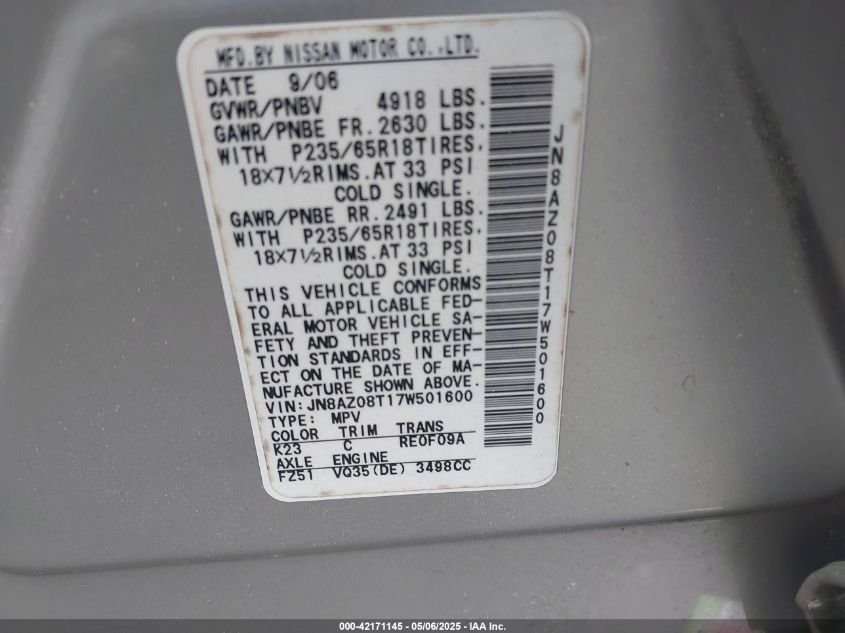 MFD.BY NISSAN MOTOR CO.,LTD.
DATE 9/06
GVWR/PNBV 4918 LBS.
GAWR/PNBE FR.2630 LBS.
WITH P235/65R18TIRES.
18X7½RIMS.AT 33 PSI
COLD SINGLE.
GAWR/PNBE RR.2491 LBS.
WITH P235/65R18TIRES.
18X7½RIMS.AT 33 PSI
COLD SINGLE.
THIS VEHICLE CONFORMS
TO ALL APPLICABLE FED-
ERAL MOTOR VEHICLE SA-
FETY AND THEFT PREVEN-
TION STANDARDS IN EFF-
ECT ON THE DATE OF MA-
NUFACTURE SHOWN ABOVE.
VIN:JN8AZ08T17W501600
TYPE: MPV
COLOR TRIM TRANS
K23 C RE0F09A
AXLE ENGINE
FZ51 VQ35(DE) 3498CC
JN8AZ08T17W501600
000-42171145 - 05/06/2025 - IAA Inc.